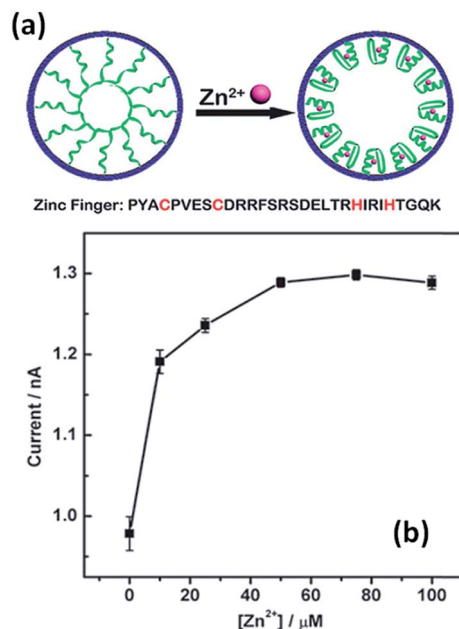 (a)
Zn2+
Zinc Finger: PYACPVESCDRRFSRSDELTRHIRIHTGQK
1.3
1.2
1.1
1.0
Current / nA
(b)
0 20 40 60 80 100
[Zn2+] / μM